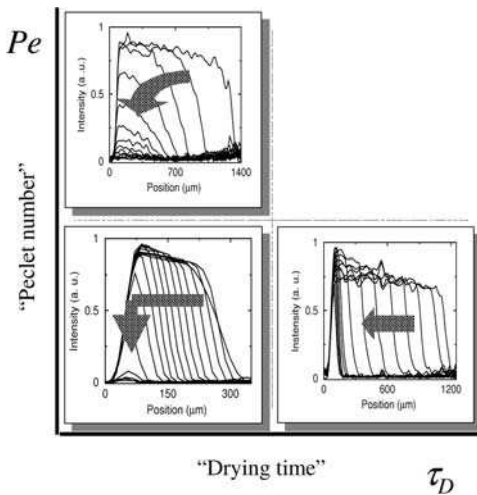 Pe
"Peclet number"
Intensity (a. u.)
1
0.5
0
0 700 1400
Position (μm)
Intensity (a. u.)
1
0.5
0
0 150 300
Position (μm)
Instensity (a. u.)
1
0.5
0
0 600 1200
Position (μm)
"Drying time"
τD